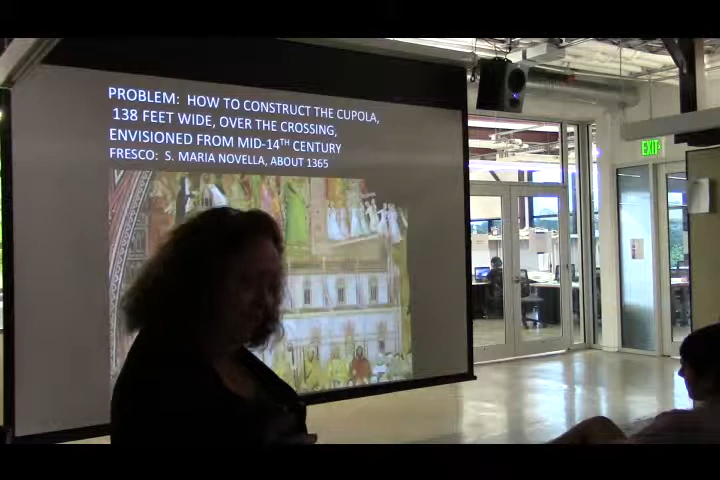 PROBLEM: HOW TO CONSTRUCT THE CUPOLA,
138 FEET WIDE, OVER THE CROSSING,
ENVISIONED FROM MID-14TH CENTURY
FRESCO: S. MARIA NOVELLA, ABOUT 1365
EXIT